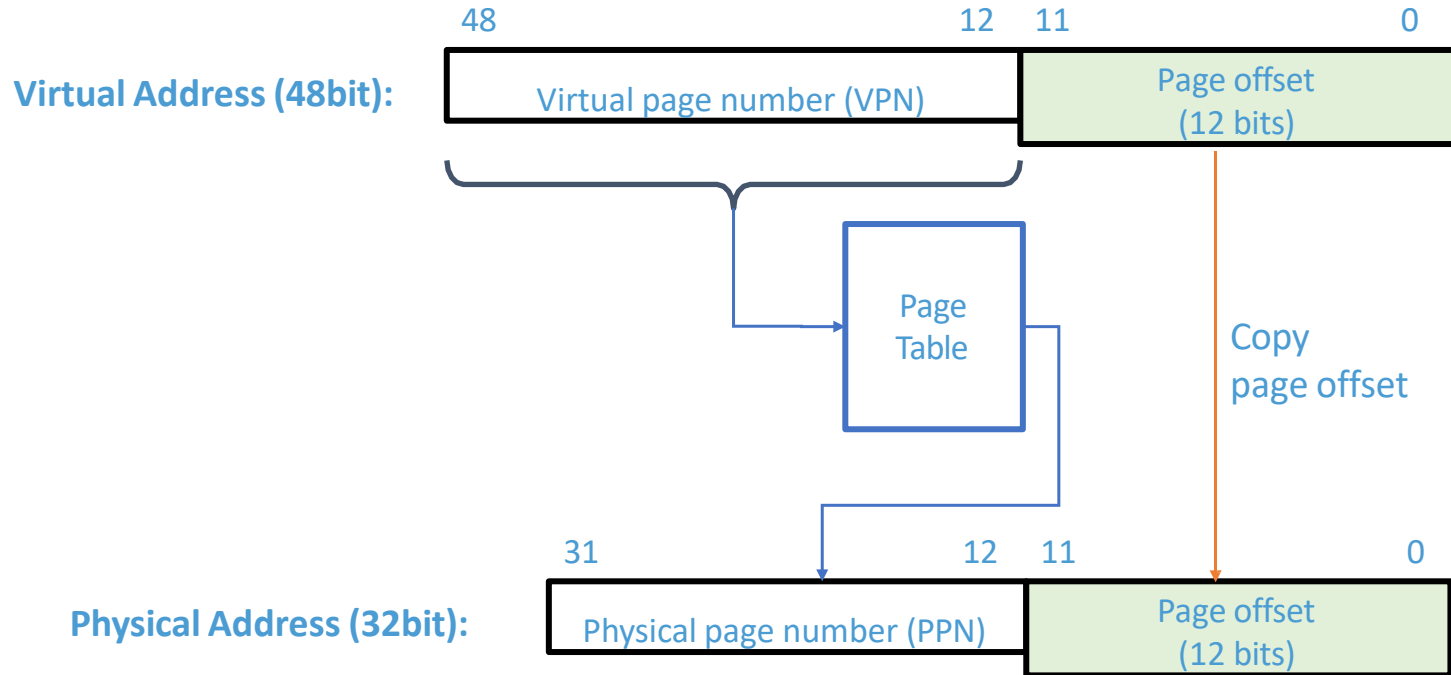 48 12 11 0
Virtual Address (48bit):
Virtual page number (VPN)
Page offset
(12 bits)
Page
Table
Copy
page offset
31 12 11 0
Physical Address (32bit):
Physical page number (PPN)
Page offset
(12 bits)